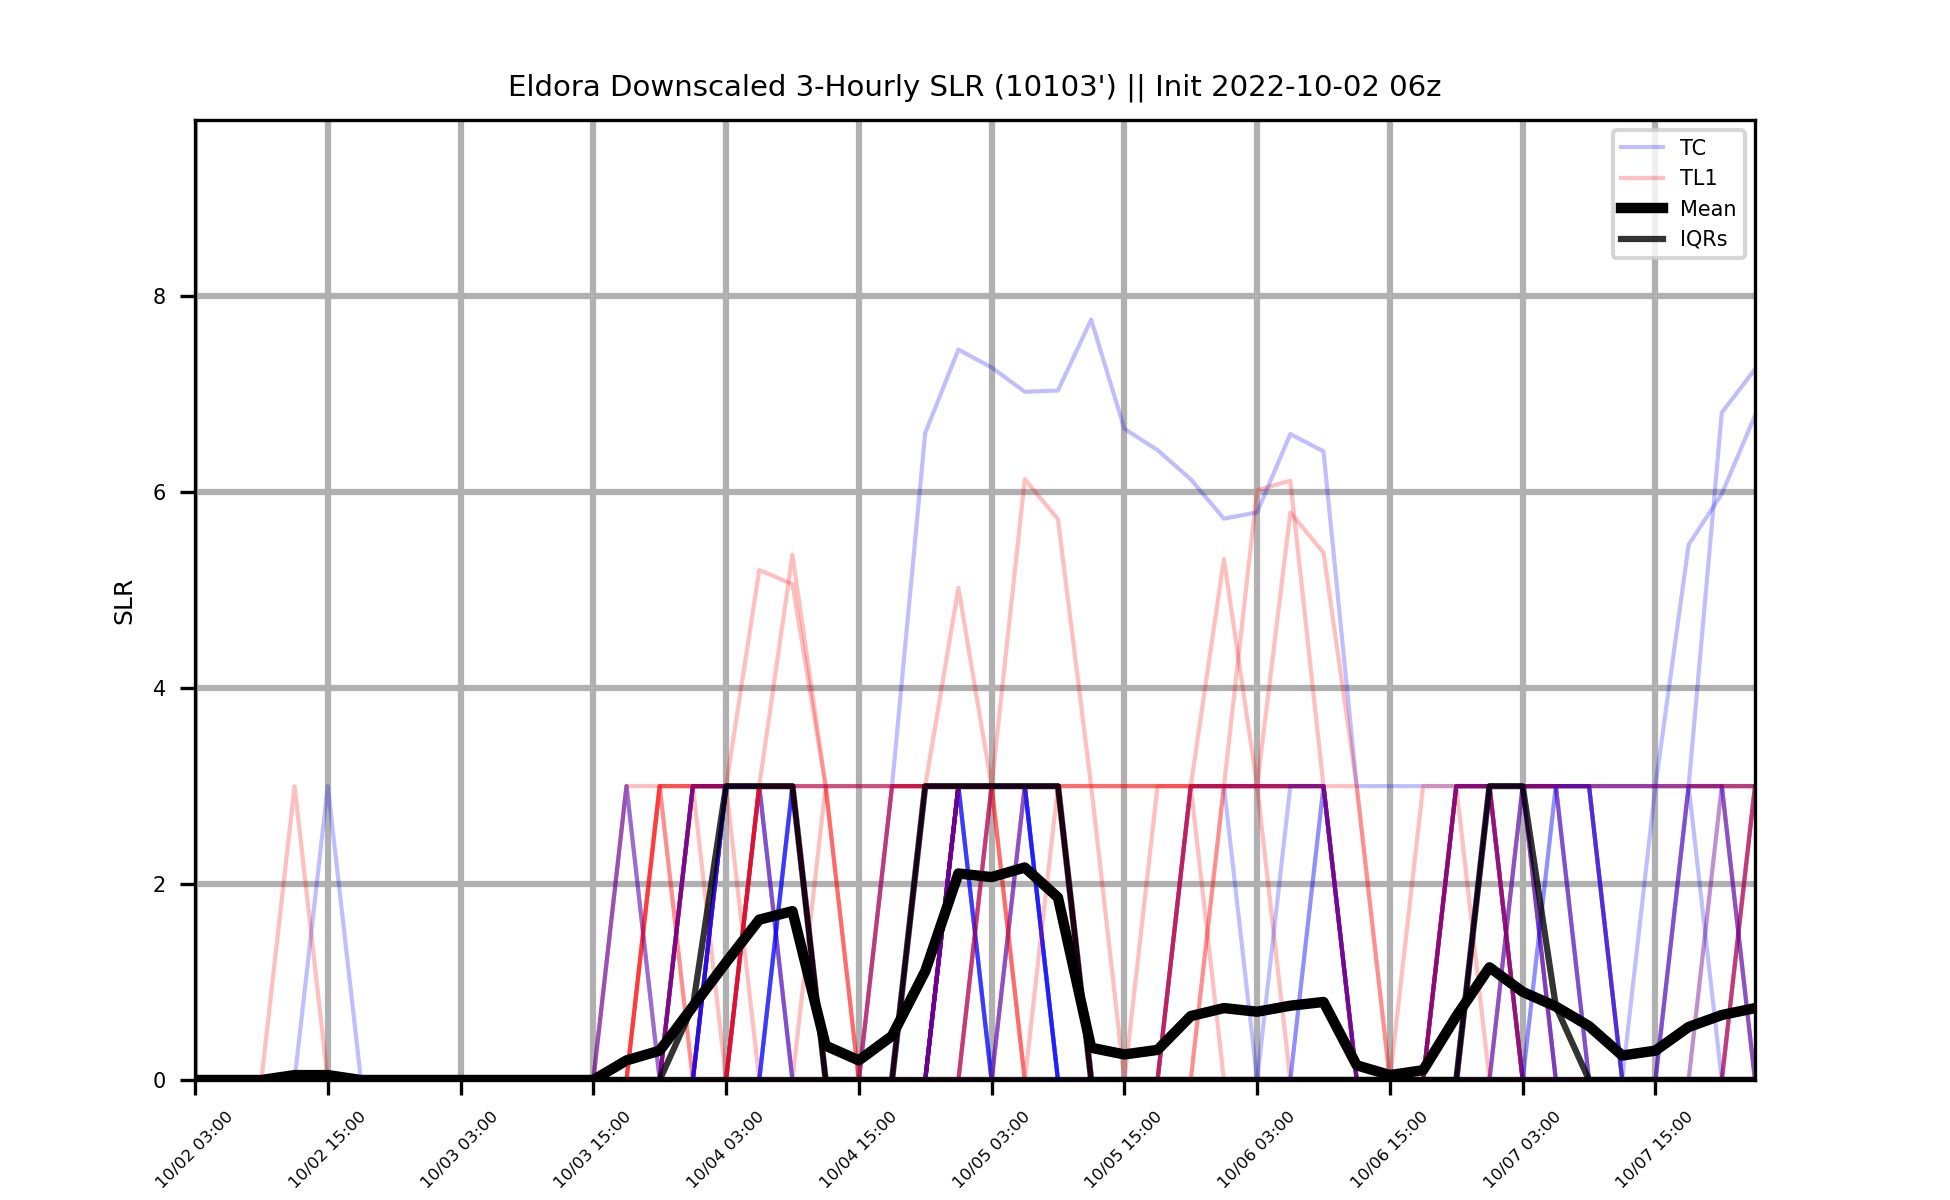 Eldora Downscaled 3-Hourly SLR (10103') || Init 2022-10-02 06z
TC
TL1
Mean
IQRs
SLR
8
6
4
2
0
10/02 03:00
10/02 15:00
10/03 03:00
10/03 15:00
10/04 03:00
10/04 15:00
10/05 03:00
10/05 15:00
10/06 03:00
10/06 15:00
10/07 03:00
10/07 15:00